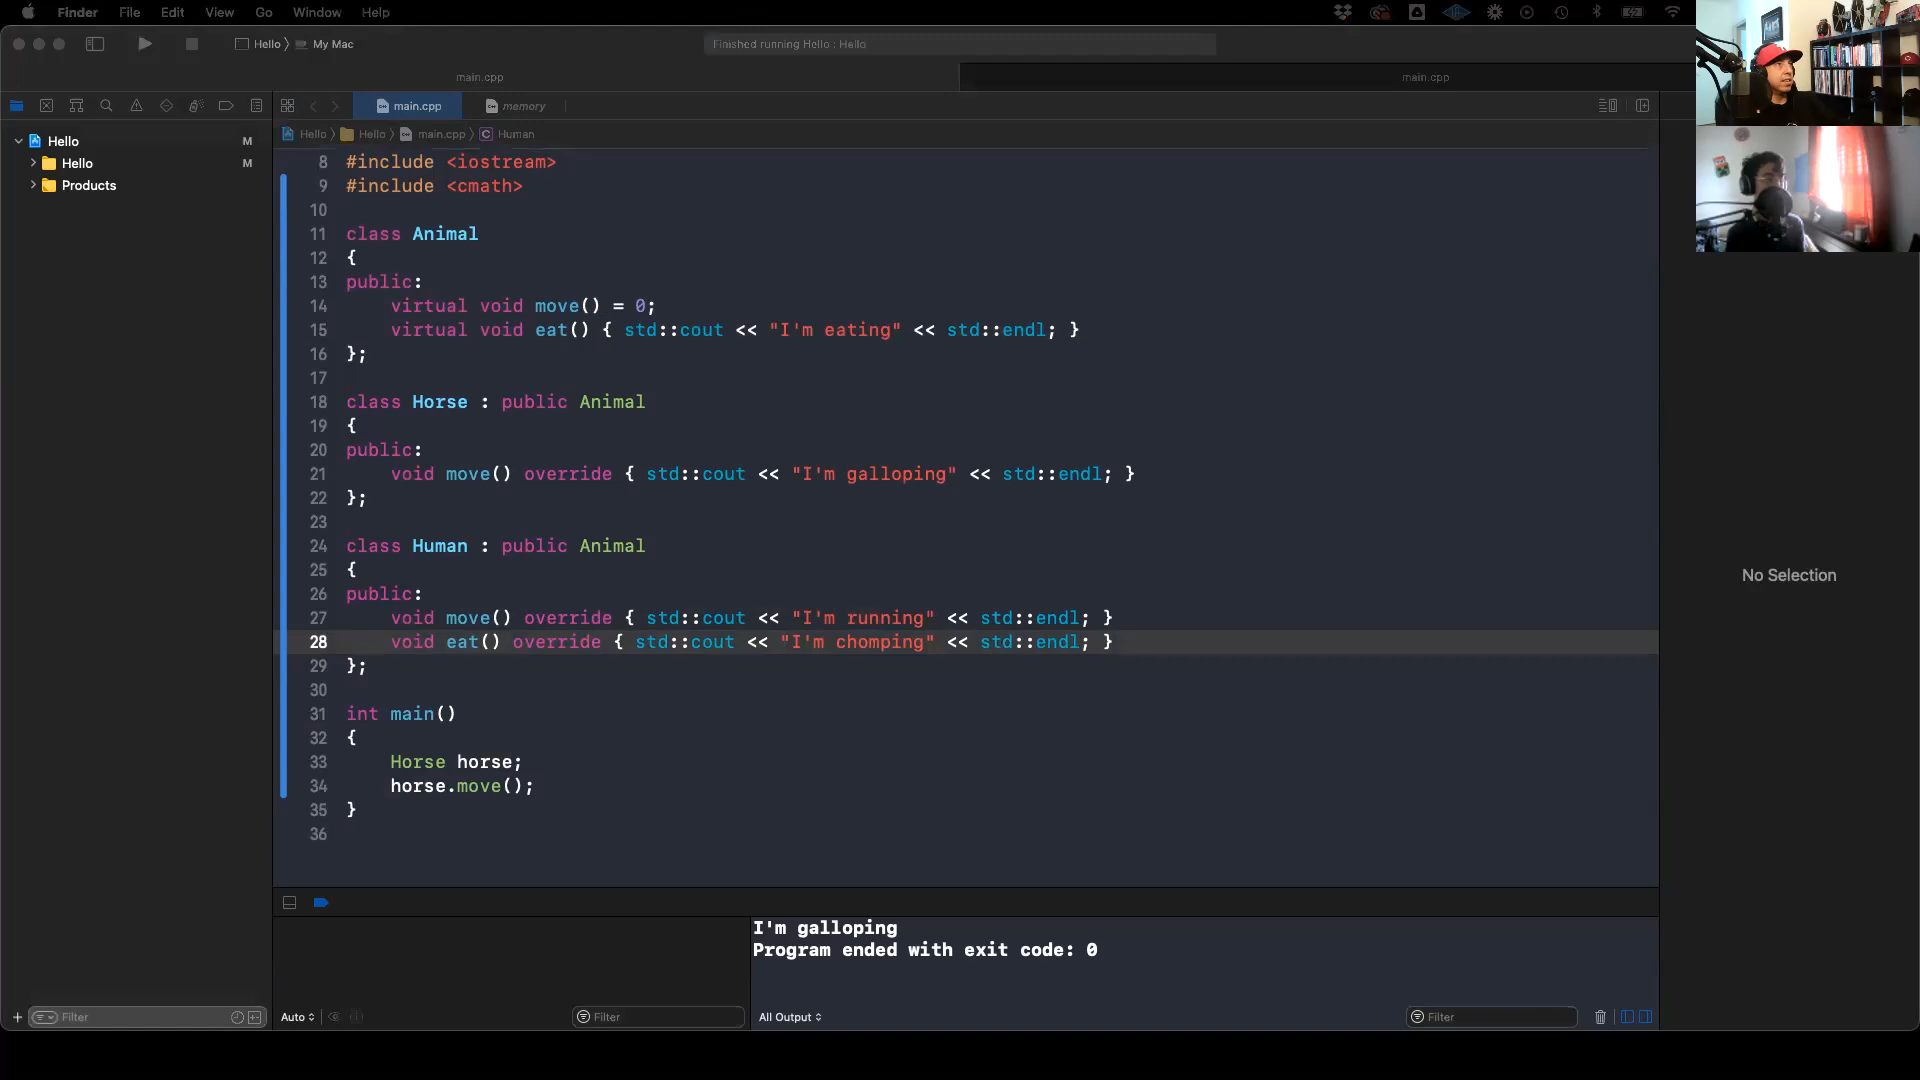 Finder File Edit View Go Window Help
Hello My Mac
Finished running Hello : Hello
main.cpp
main.cpp
main.cpp
memory
Hello Hello main.cpp C Human
Hello M
Hello M
Products
8 #include <iostream>
9 #include <cmath>
10
11 class Animal
12 {
13 public:
14 virtual void move() = 0;
15 virtual void eat() { std::cout << "I'm eating" << std::endl; }
16 };
17
18 class Horse : public Animal
19 {
20 public:
21 void move() override { std::cout << "I'm galloping" << std::endl; }
22 };
23
24 class Human : public Animal
25 {
26 public:
27 void move() override { std::cout << "I'm running" << std::endl; }
28 void eat() override { std::cout << "I'm chomping" << std::endl; }
29 };
30
31 int main()
32 {
33 Horse horse;
34 horse.move();
35 }
36
No Selection
I'm galloping
Program ended with exit code: 0
Filter
Auto
Filter
All Output
Filter